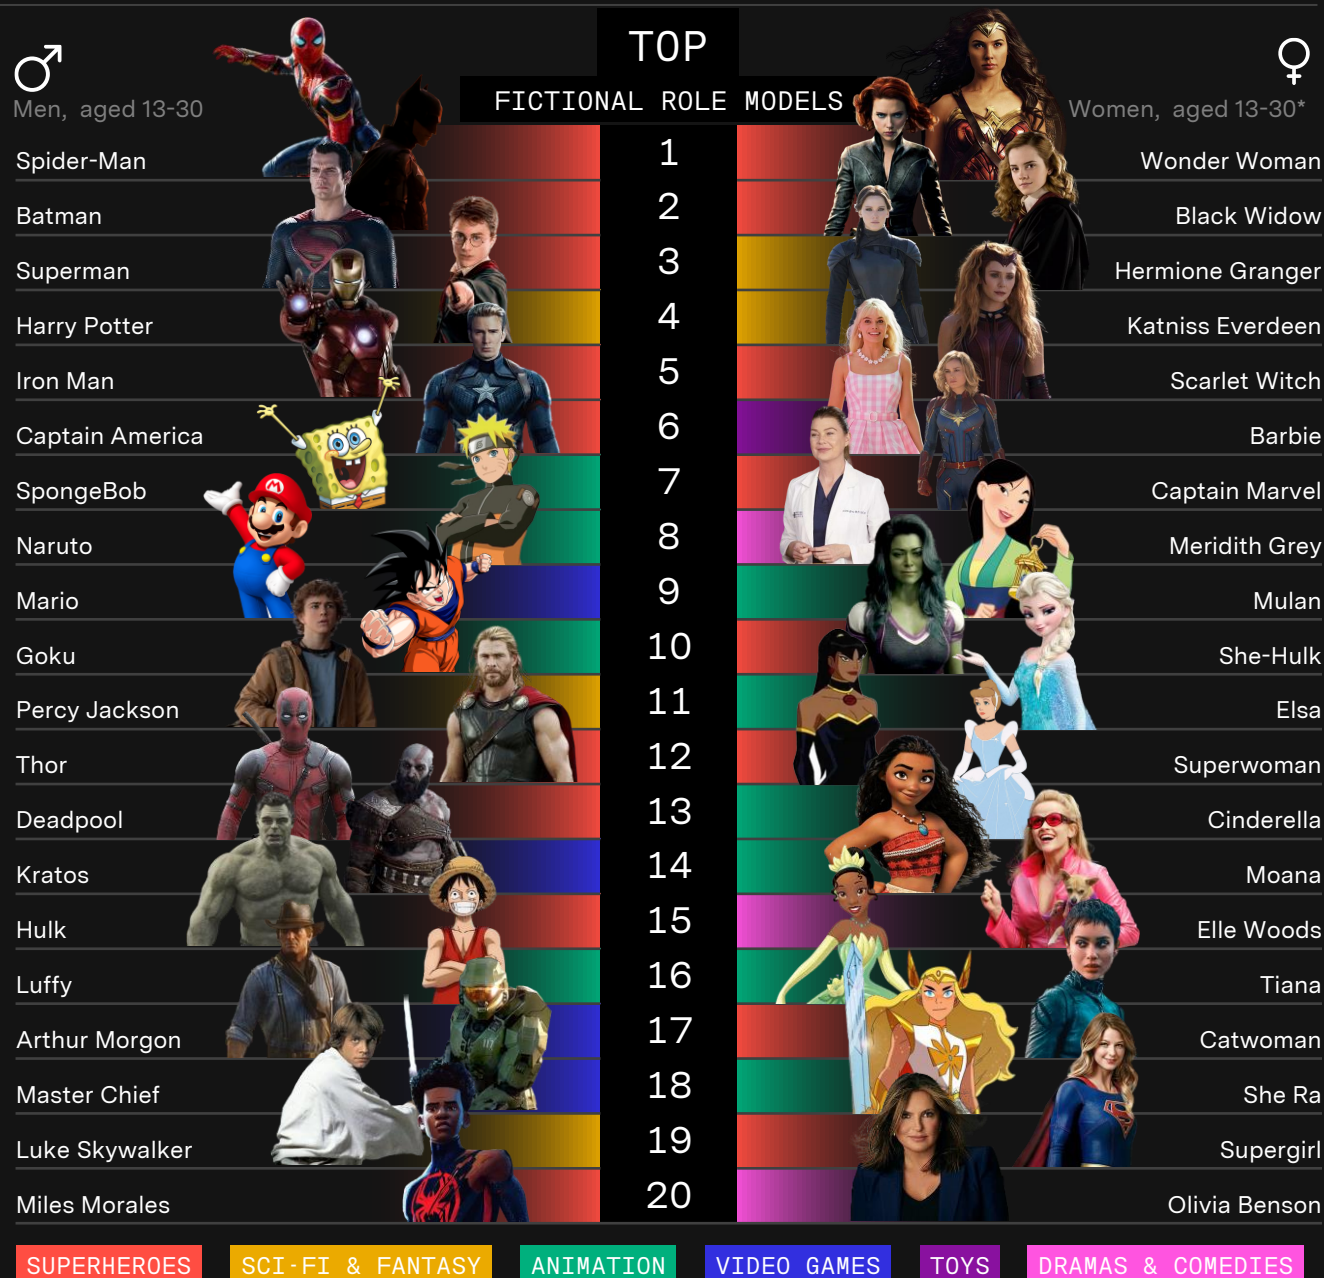 TOP
FICTIONAL ROLE MODELS
Men, aged 13-30
Women, aged 13-30*
Spider-Man 1 Wonder Woman
Batman 2 Black Widow
Superman 3 Hermione Granger
Harry Potter 4 Katniss Everdeen
Iron Man 5 Scarlet Witch
Captain America 6 Barbie
SpongeBob 7 Captain Marvel
Naruto 8 Meridith Grey
Mario 9 Mulan
Goku 10 She-Hulk
Percy Jackson 11 Elsa
Thor 12 Superwoman
Deadpool 13 Cinderella
Kratos 14 Moana
Hulk 15 Elle Woods
Luffy 16 Tiana
Arthur Morgon 17 Catwoman
Master Chief 18 She Ra
Luke Skywalker 19 Supergirl
Miles Morales 20 Olivia Benson
SUPERHEROES SCI-FI & FANTASY ANIMATION VIDEO GAMES TOYS DRAMAS & COMEDIES